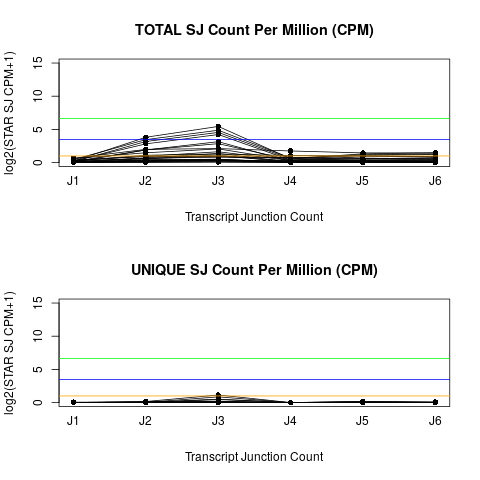 TOTAL SJ Count Per Million (CPM)
log2(STAR SJ CPM+1)
15
10
5
0
J1 J2 J3 J4 J5 J6
Transcript Junction Count
UNIQUE SJ Count Per Million (CPM)
log2(STAR SJ CPM+1)
15
10
5
0
J1 J2 J3 J4 J5 J6
Transcript Junction Count